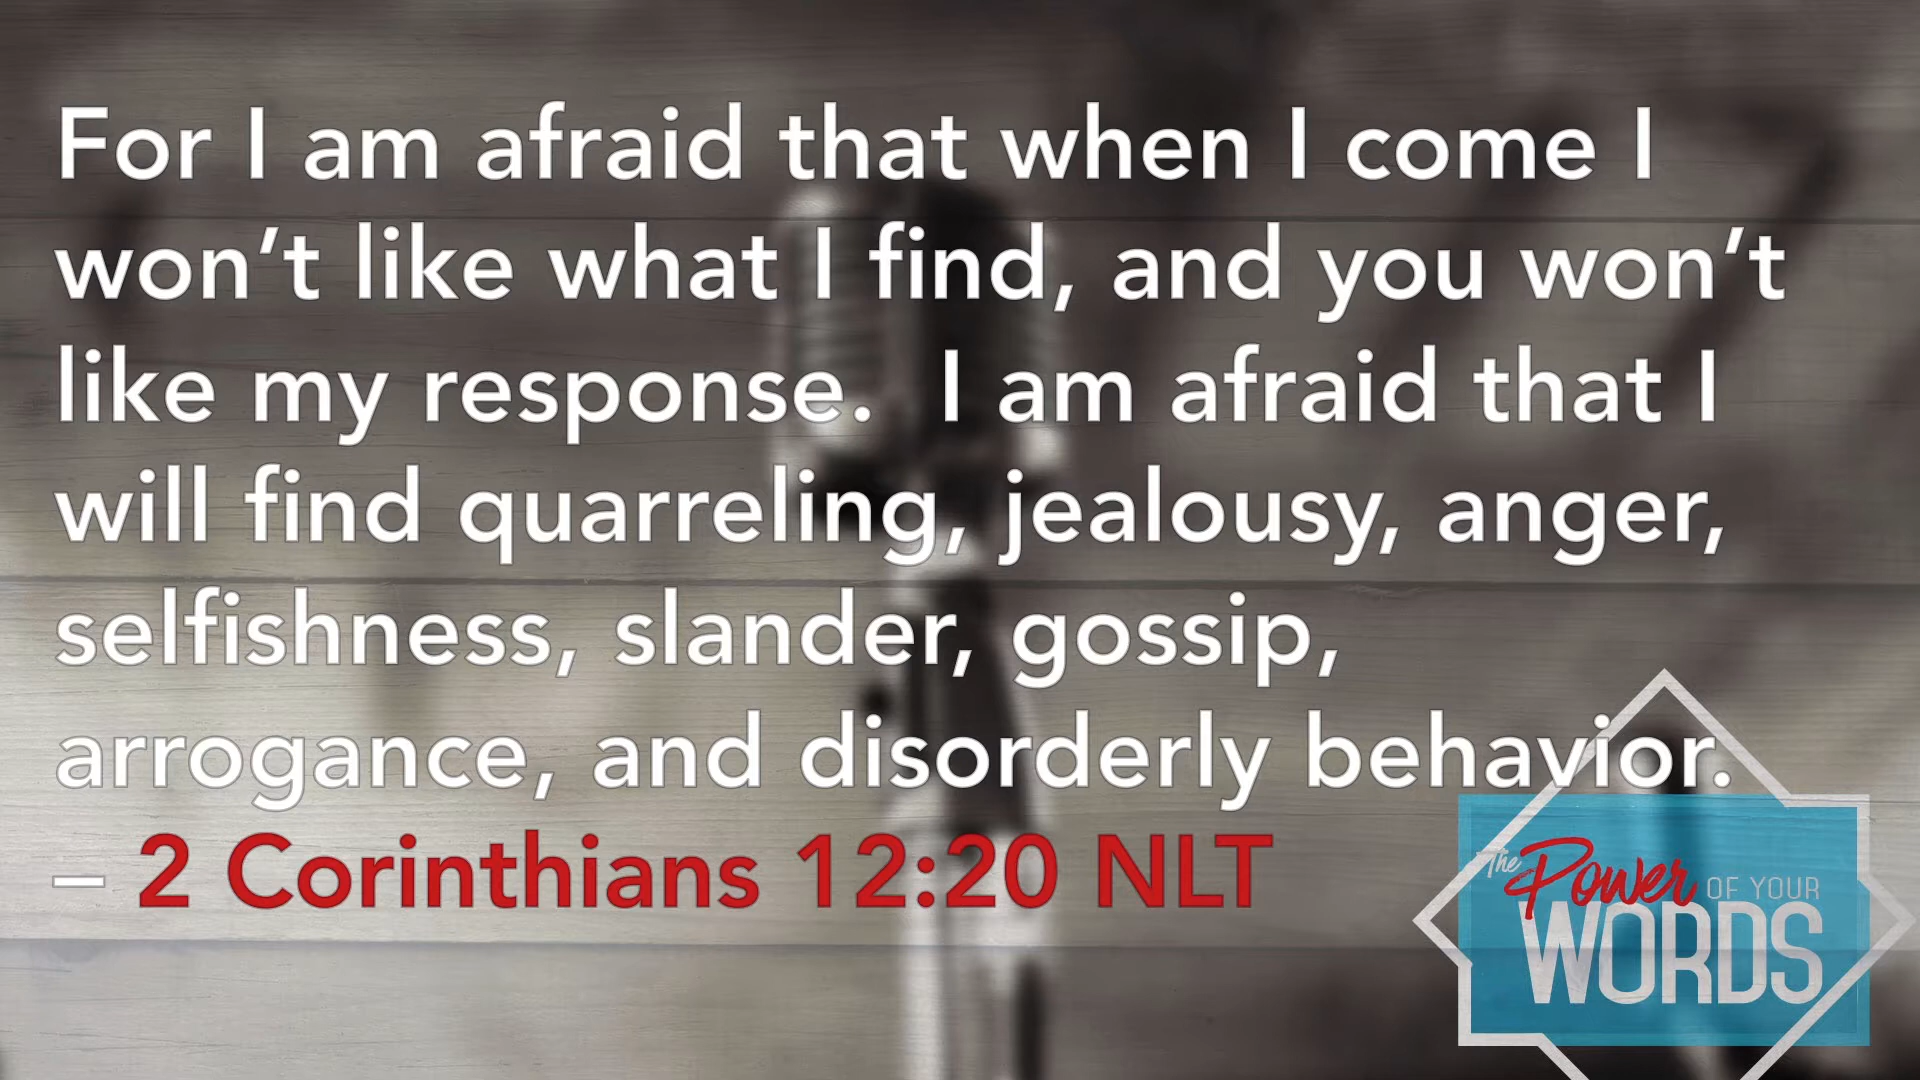 For I am afraid that when I come I
won’t like what I find, and you won’t
like my response.  I am afraid that I
will find quarreling, jealousy, anger,
selfishness, slander, gossip,
arrogance, and disorderly behavior.
– 2 Corinthians 12:20 NLT
The Power OF YOUR
WORDS